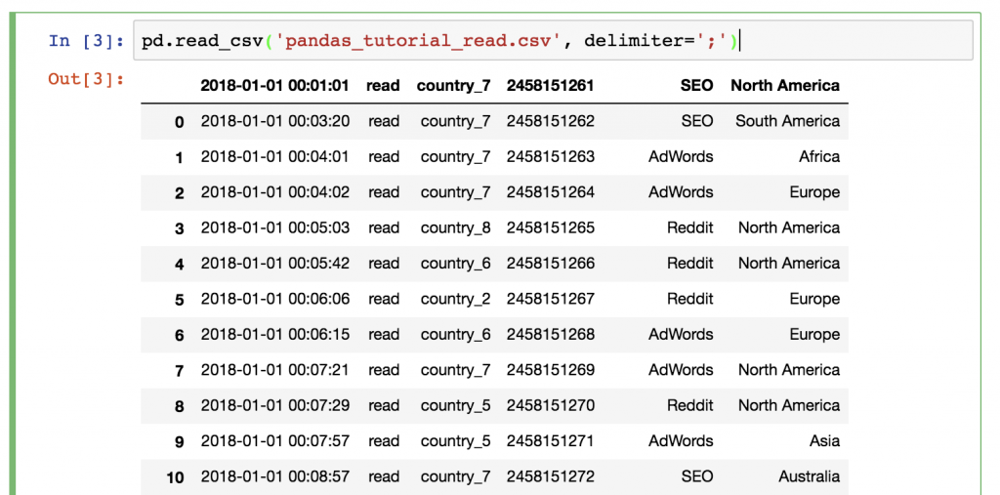 In [3]: pd.read_csv('pandas_tutorial_read.csv', delimiter=';')
Out[3]:
2018-01-01 00:01:01 read country_7 2458151261 SEO North America
0 2018-01-01 00:03:20 read country_7 2458151262 SEO South America
1 2018-01-01 00:04:01 read country_7 2458151263 AdWords Africa
2 2018-01-01 00:04:02 read country_7 2458151264 AdWords Europe
3 2018-01-01 00:05:03 read country_8 2458151265 Reddit North America
4 2018-01-01 00:05:42 read country_6 2458151266 Reddit North America
5 2018-01-01 00:06:06 read country_2 2458151267 Reddit Europe
6 2018-01-01 00:06:15 read country_6 2458151268 AdWords Europe
7 2018-01-01 00:07:21 read country_7 2458151269 AdWords North America
8 2018-01-01 00:07:29 read country_5 2458151270 Reddit North America
9 2018-01-01 00:07:57 read country_5 2458151271 AdWords Asia
10 2018-01-01 00:08:57 read country_7 2458151272 SEO Australia